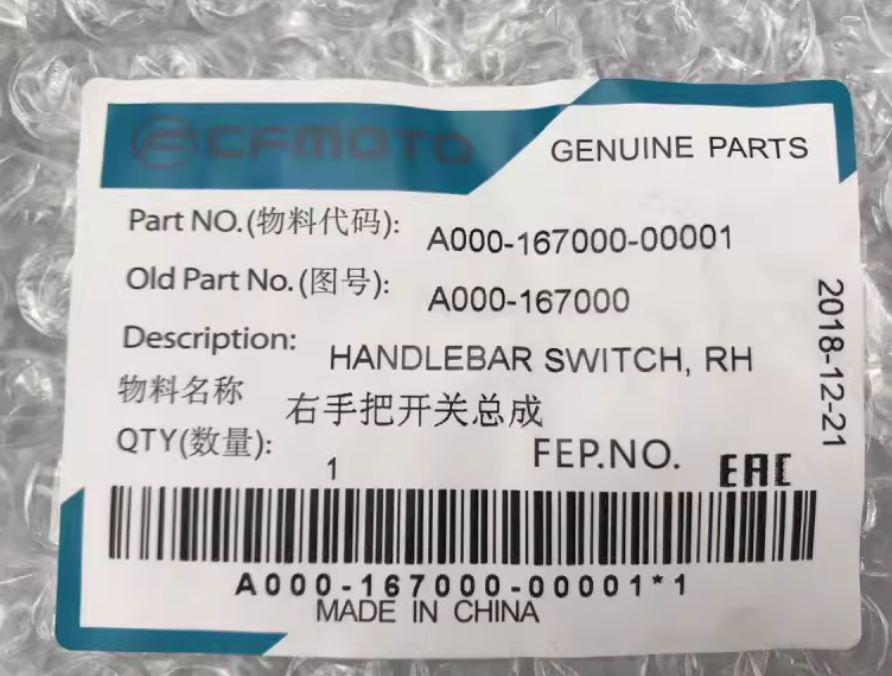 CFMOTO
GENUINE PARTS
Part NO.(物料代码): A000-167000-00001
Old Part No.(图号): A000-167000
Description: HANDLEBAR SWITCH, RH
物料名称 右手把开关总成
QTY(数量): 1
FEP.NO.
EAC
2018-12-21
A000-167000-00001*1
MADE IN CHINA